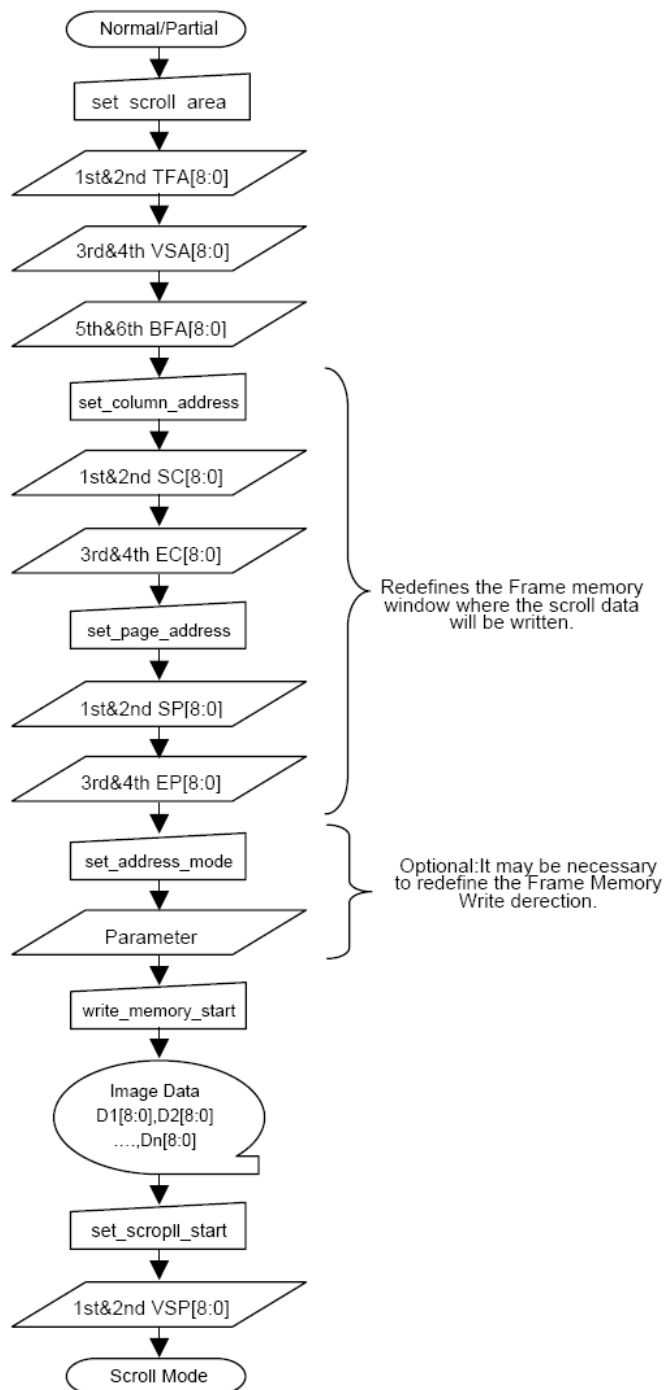 Normal/Partial
set scroll area
1st&2nd TFA[8:0]
3rd&4th VSA[8:0]
5th&6th BFA[8:0]
set_column_address
1st&2nd SC[8:0]
3rd&4th EC[8:0]
set_page_address
1st&2nd SP[8:0]
3rd&4th EP[8:0]
Redefines the Frame memory
window where the scroll data
will be written.
set_address_mode
Parameter
Optional:It may be necessary
to redefine the Frame Memory
Write derection.
write_memory_start
Image Data
D1[8:0],D2[8:0]
....,Dn[8:0]
set_scropll_start
1st&2nd VSP[8:0]
Scroll Mode